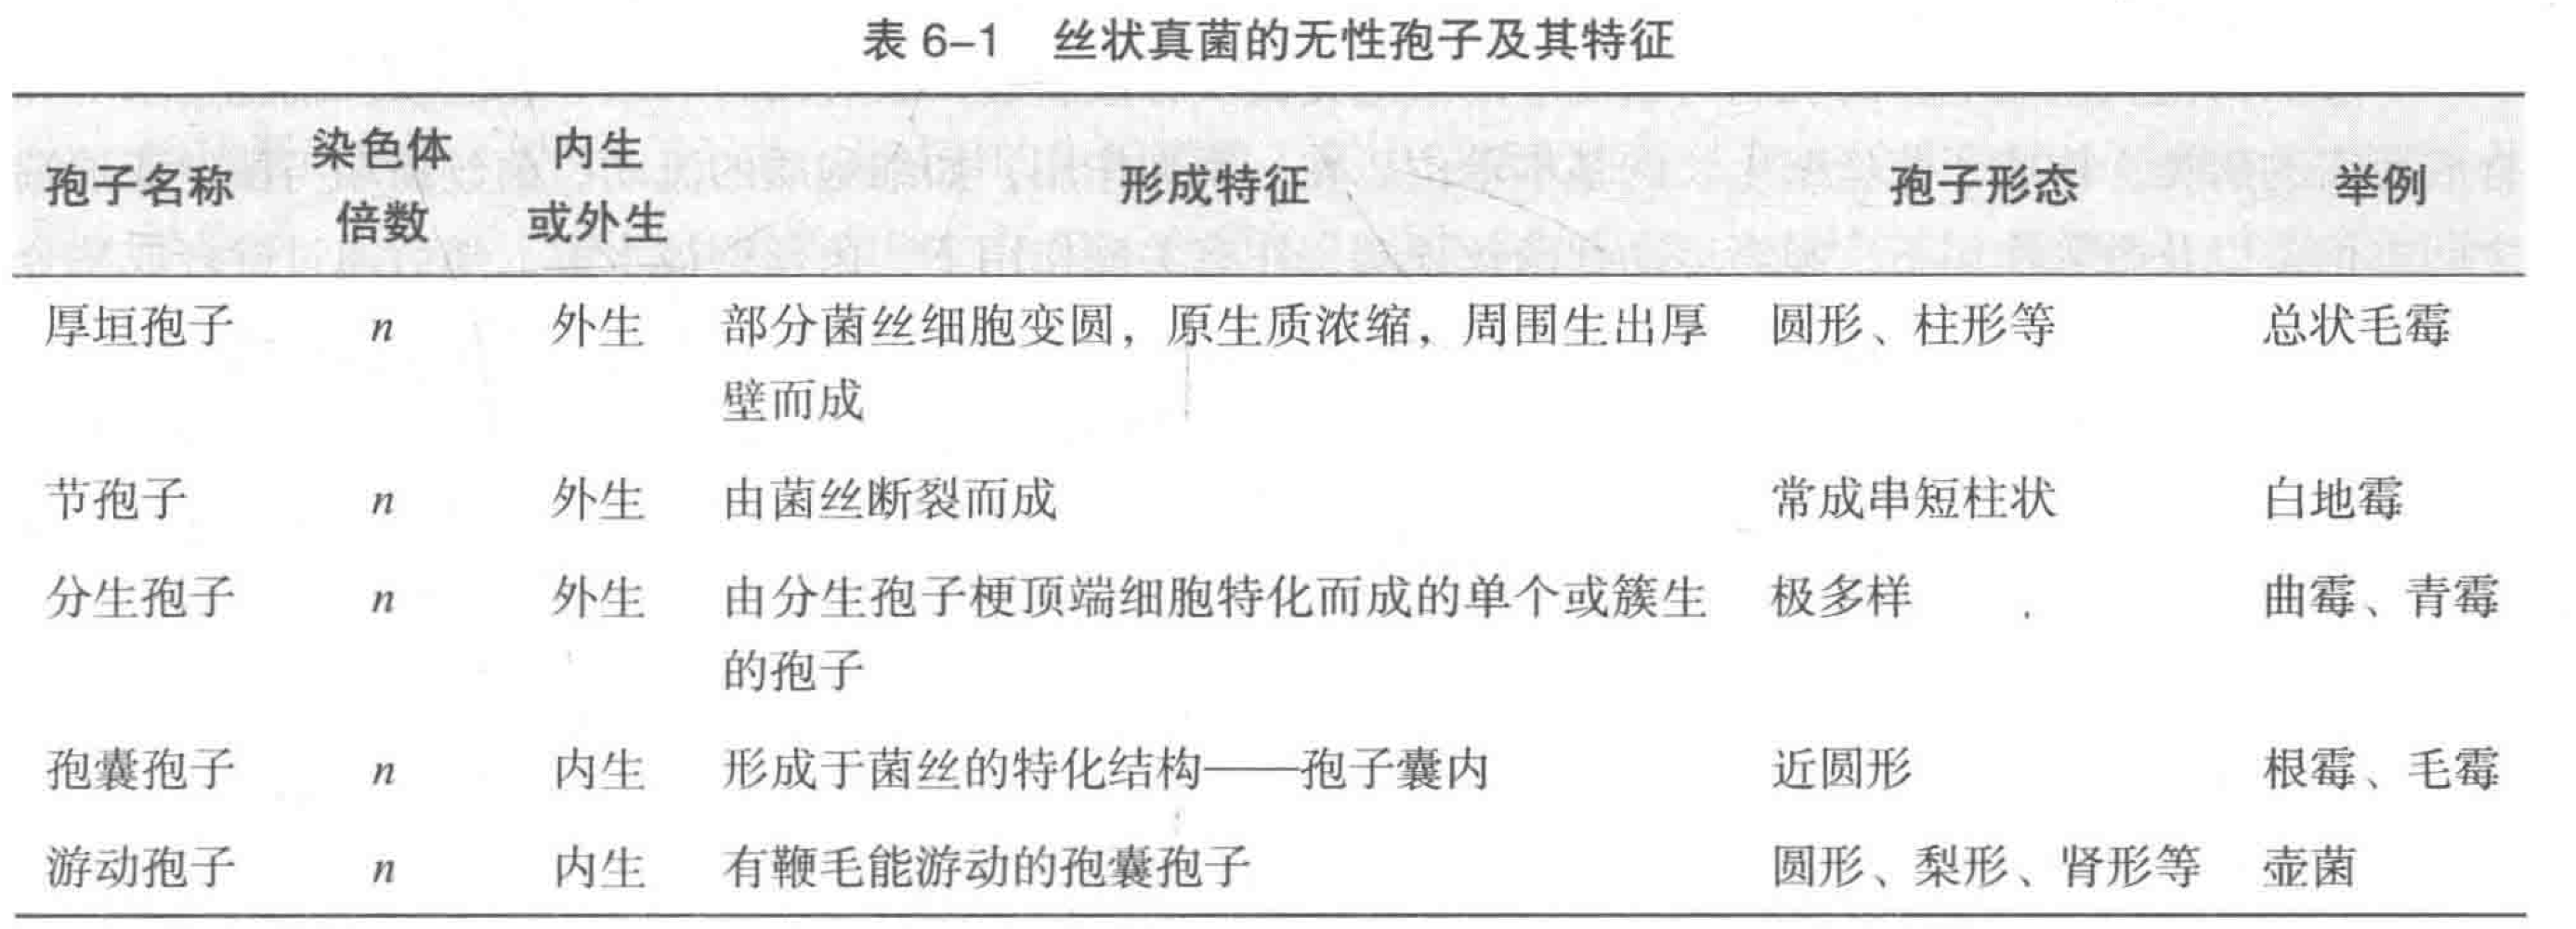 表 6-1 丝状真菌的无性孢子及其特征
孢子名称 染色体倍数 内生或外生 形成特征 孢子形态 举例
厚垣孢子 n 外生 部分菌丝细胞变圆，原生质浓缩，周围生出厚 圆形、柱形等 总状毛霉
壁而成
节孢子 n 外生 由菌丝断裂而成 常成串短柱状 白地霉
分生孢子 n 外生 由分生孢子梗顶端细胞特化而成的单个或簇生 极多样 曲霉、青霉
的孢子
孢囊孢子 n 内生 形成于菌丝的特化结构——孢子囊内 近圆形 根霉、毛霉
游动孢子 n 内生 有鞭毛能游动的孢囊孢子 圆形、梨形、肾形等 壶菌